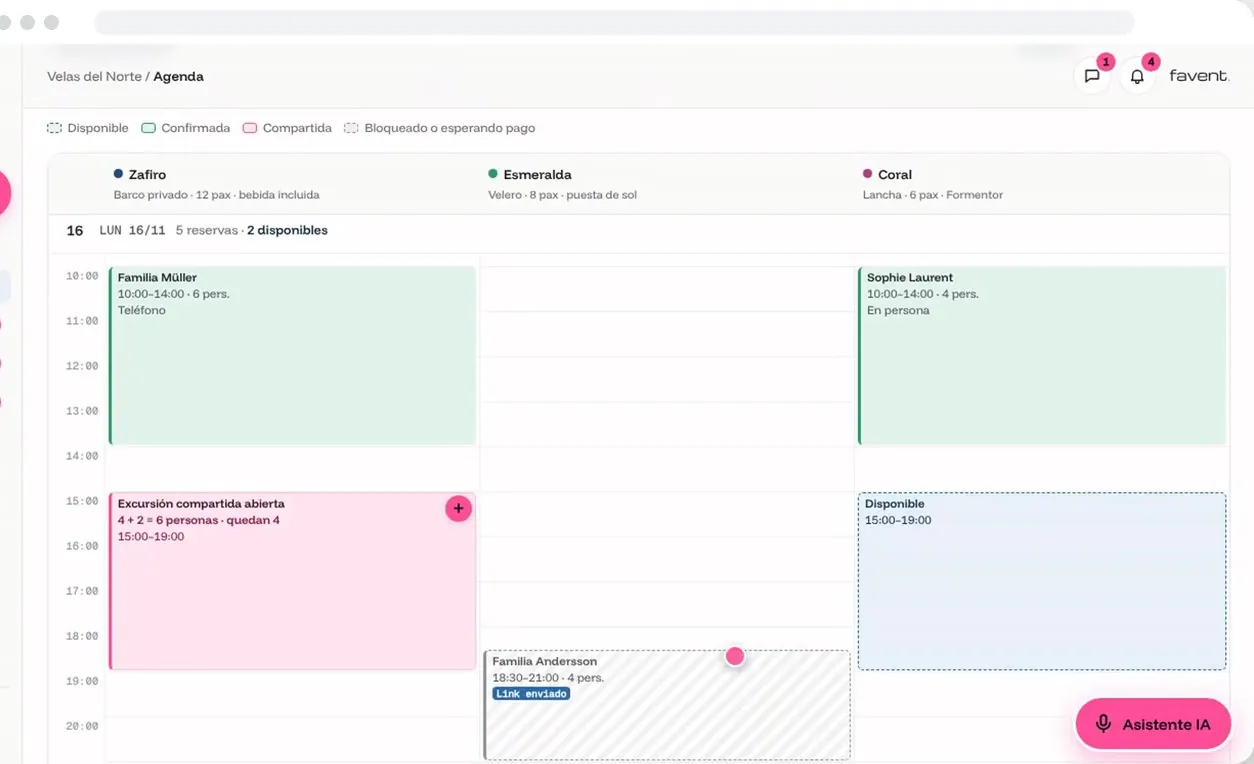 Velas del Norte / Agenda
1
4
favent.
Disponible
Confirmada
Compartida
Bloqueado o esperando pago
Zafiro
Barco privado · 12 pax · bebida incluida
Esmeralda
Velero · 8 pax · puesta de sol
Coral
Lancha · 6 pax · Formentor
16 LUN 16/11 5 reservas · 2 disponibles
10:00
11:00
12:00
13:00
14:00
15:00
16:00
17:00
18:00
19:00
20:00
Familia Müller
10:00–14:00 · 6 pers.
Teléfono
Excursión compartida abierta
4 + 2 = 6 personas · quedan 4
15:00–19:00
+
Familia Andersson
18:30–21:00 · 4 pers.
Link enviado
Sophie Laurent
10:00–14:00 · 4 pers.
En persona
Disponible
15:00–19:00
Asistente IA